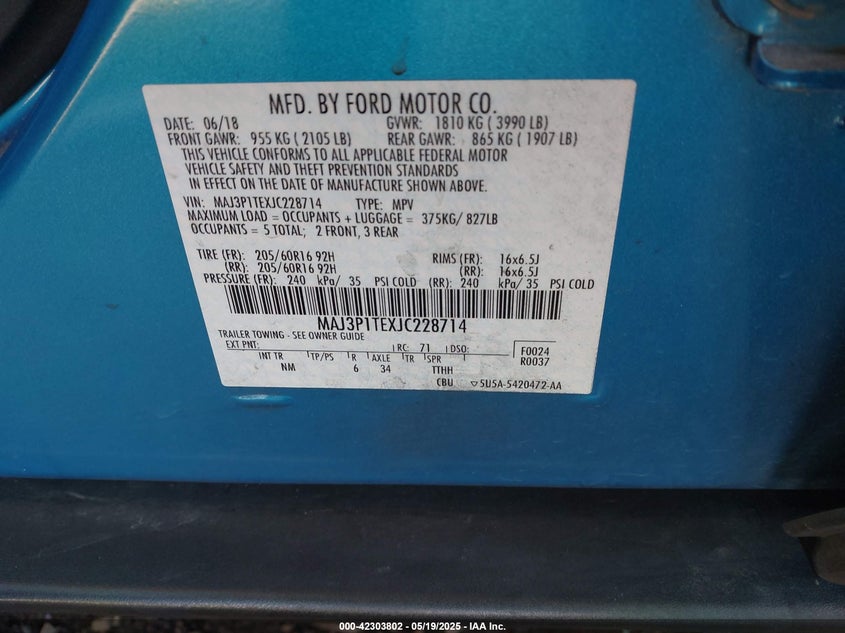 MFD. BY FORD MOTOR CO.
DATE: 06/18 GVWR: 1810 KG ( 3990 LB)
FRONT GAWR: 955 KG ( 2105 LB) REAR GAWR: 865 KG ( 1907 LB)
THIS VEHICLE CONFORMS TO ALL APPLICABLE FEDERAL MOTOR
VEHICLE SAFETY AND THEFT PREVENTION STANDARDS
IN EFFECT ON THE DATE OF MANUFACTURE SHOWN ABOVE.
VIN: MAJ3P1TEXJC228714 TYPE: MPV
MAXIMUM LOAD = OCCUPANTS + LUGGAGE = 375KG/ 827LB
OCCUPANTS = 5 TOTAL; 2 FRONT, 3 REAR
TIRE (FR): 205/60R16 92H RIMS (FR): 16x6.5J
(RR): 205/60R16 92H (RR): 16x6.5J
PRESSURE (FR): 240 kPa/ 35 PSI COLD (RR): 240 kPa/ 35 PSI COLD
MAJ3P1TEXJC228714
TRAILER TOWING - SEE OWNER GUIDE
EXT PNT: RC: 71 DSO: F0024
INT TR TP/PS R AXLE TR SPR R0037
NM 6 34 TTHH
CBU 5U5A-5420472-AA
000-42303802 - 05/19/2025 - IAA Inc.